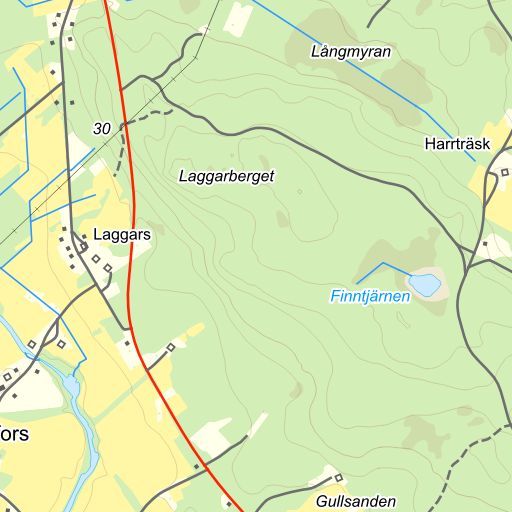 Långmyran
30
Harrträsk
Laggarberget
Laggars
Finntjärnen
fors
Gullsanden